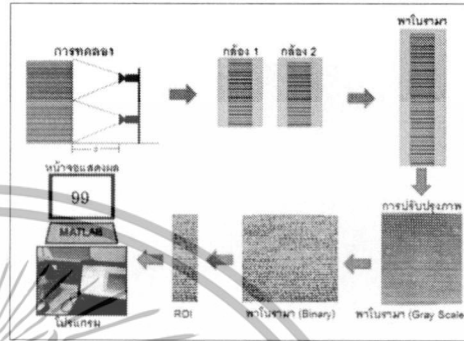 การทดลอง
กล้อง 1
กล้อง 2
พาโนรามา
d
การปรับปรุงภาพ
พาโนรามา (Gray Scale)
พาโนรามา (Binary)
ROI
หน้าจอแสดงผล
99
MATLAB
โปรแกรม